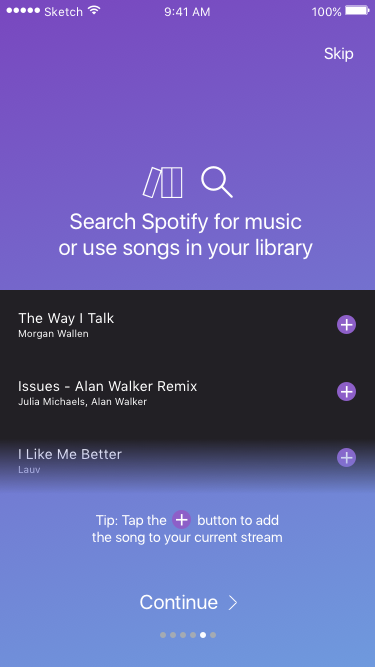 Sketch 9:41 AM 100%
Skip
Search Spotify for music
or use songs in your library
The Way I Talk
Morgan Wallen
Issues - Alan Walker Remix
Julia Michaels, Alan Walker
I Like Me Better
Lauv
Tip: Tap the + button to add
the song to your current stream
Continue